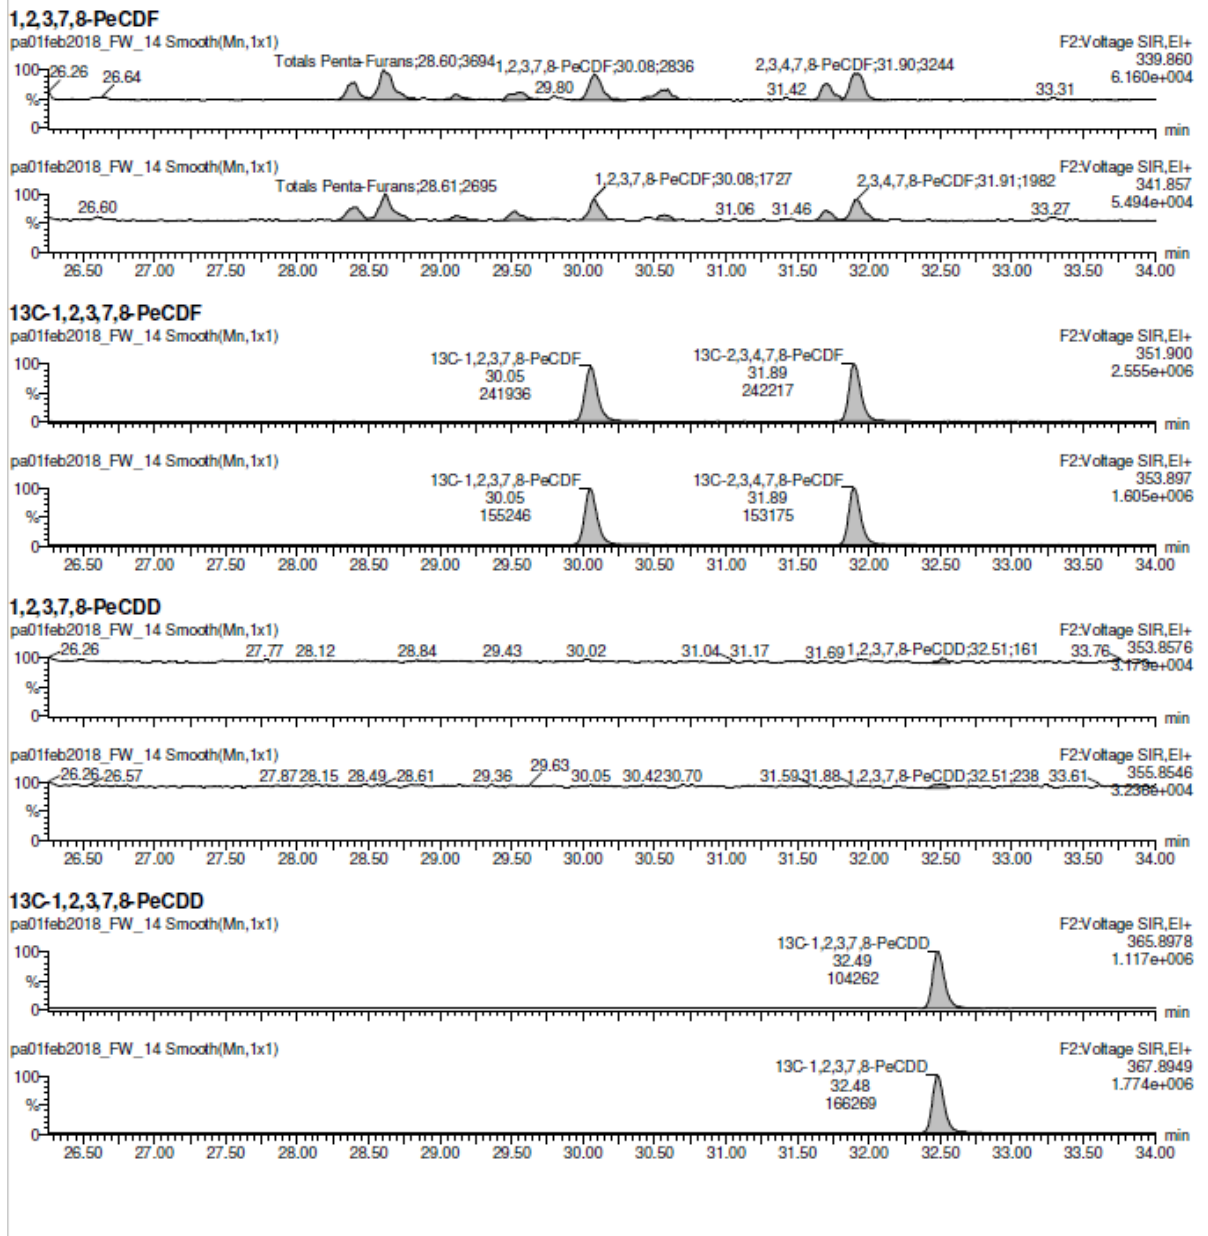 1,2,3,7,8-PeCDF
pa01feb2018_FW_14 Smooth(Mn,1x1)
F2:Voltage SIR,EI+
339.860
6.160e+004
100
%
0
26.26
26.64
Totals Penta-Furans;28.60;3694
29.80
1,2,3,7,8-PeCDF;30.08;2836
31.42
2,3,4,7,8-PeCDF;31.90;3244
33.31
min
pa01feb2018_FW_14 Smooth(Mn,1x1)
F2:Voltage SIR,EI+
341.857
5.494e+004
100
%
0
26.60
Totals Penta-Furans;28.61;2695
1,2,3,7,8-PeCDF;30.08;1727
31.06
31.46
2,3,4,7,8-PeCDF;31.91;1982
33.27
min
26.50 27.00 27.50 28.00 28.50 29.00 29.50 30.00 30.50 31.00 31.50 32.00 32.50 33.00 33.50 34.00
13C-1,2,3,7,8-PeCDF
pa01feb2018_FW_14 Smooth(Mn,1x1)
F2:Voltage SIR,EI+
351.900
2.555e+006
100
%
0
13C-1,2,3,7,8-PeCDF
30.05
241936
13C-2,3,4,7,8-PeCDF
31.89
242217
min
pa01feb2018_FW_14 Smooth(Mn,1x1)
F2:Voltage SIR,EI+
353.897
1.605e+006
100
%
0
13C-1,2,3,7,8-PeCDF
30.05
155246
13C-2,3,4,7,8-PeCDF
31.89
153175
min
26.50 27.00 27.50 28.00 28.50 29.00 29.50 30.00 30.50 31.00 31.50 32.00 32.50 33.00 33.50 34.00
1,2,3,7,8-PeCDD
pa01feb2018_FW_14 Smooth(Mn,1x1)
F2:Voltage SIR,EI+
353.8576
3.179e+004
100
%
0
26.26
27.77
28.12
28.84
29.43
30.02
31.04
31.17
31.69
1,2,3,7,8-PeCDD;32.51;161
33.76
min
pa01feb2018_FW_14 Smooth(Mn,1x1)
F2:Voltage SIR,EI+
355.8546
100
%
0
26.26
26.57
27.87
28.15
28.49
28.61
29.36
29.63
30.05
30.42
30.70
31.59
31.88
1,2,3,7,8-PeCDD;32.51;238
33.61
min
26.50 27.00 27.50 28.00 28.50 29.00 29.50 30.00 30.50 31.00 31.50 32.00 32.50 33.00 33.50 34.00
13C-1,2,3,7,8-PeCDD
pa01feb2018_FW_14 Smooth(Mn,1x1)
F2:Voltage SIR,EI+
365.8978
1.117e+006
100
%
0
13C-1,2,3,7,8-PeCDD
32.49
104262
min
pa01feb2018_FW_14 Smooth(Mn,1x1)
F2:Voltage SIR,EI+
367.8949
1.774e+006
100
%
0
13C-1,2,3,7,8-PeCDD
32.48
166269
min
26.50 27.00 27.50 28.00 28.50 29.00 29.50 30.00 30.50 31.00 31.50 32.00 32.50 33.00 33.50 34.00